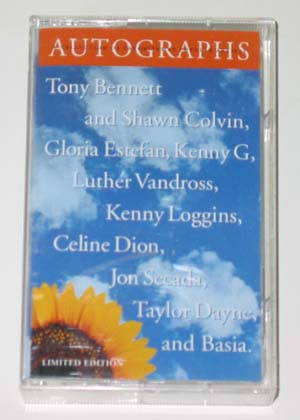 AUTOGRAPHS
Tony Bennett
and Shawn Colvin,
Gloria Estefan, Kenny G,
Luther Vandross,
Kenny Loggins,
Celine Dion,
Jon Secada,
Taylor Dayne,
and Basia.
LIMITED EDITION